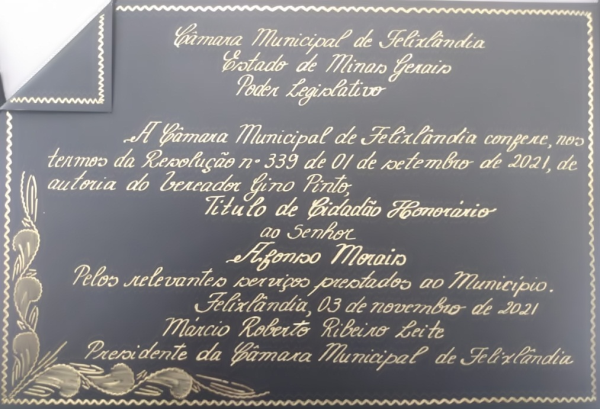 Câmara Municipal de Felixlândia
Estado de Minas Gerais
Poder Legislativo
A Câmara Municipal de Felixlândia confere, nos
termos da Resolução nº 339 de 01 de setembro de 2021, de
autoria do Vereador Gino Pinto,
Título de Cidadão Honorário
ao Senhor
Afonso Morais
Pelos relevantes serviços prestados ao Município.
Felixlândia, 03 de novembro de 2021
Márcio Roberto Ribeiro Leite
Presidente da Câmara Municipal de Felixlândia